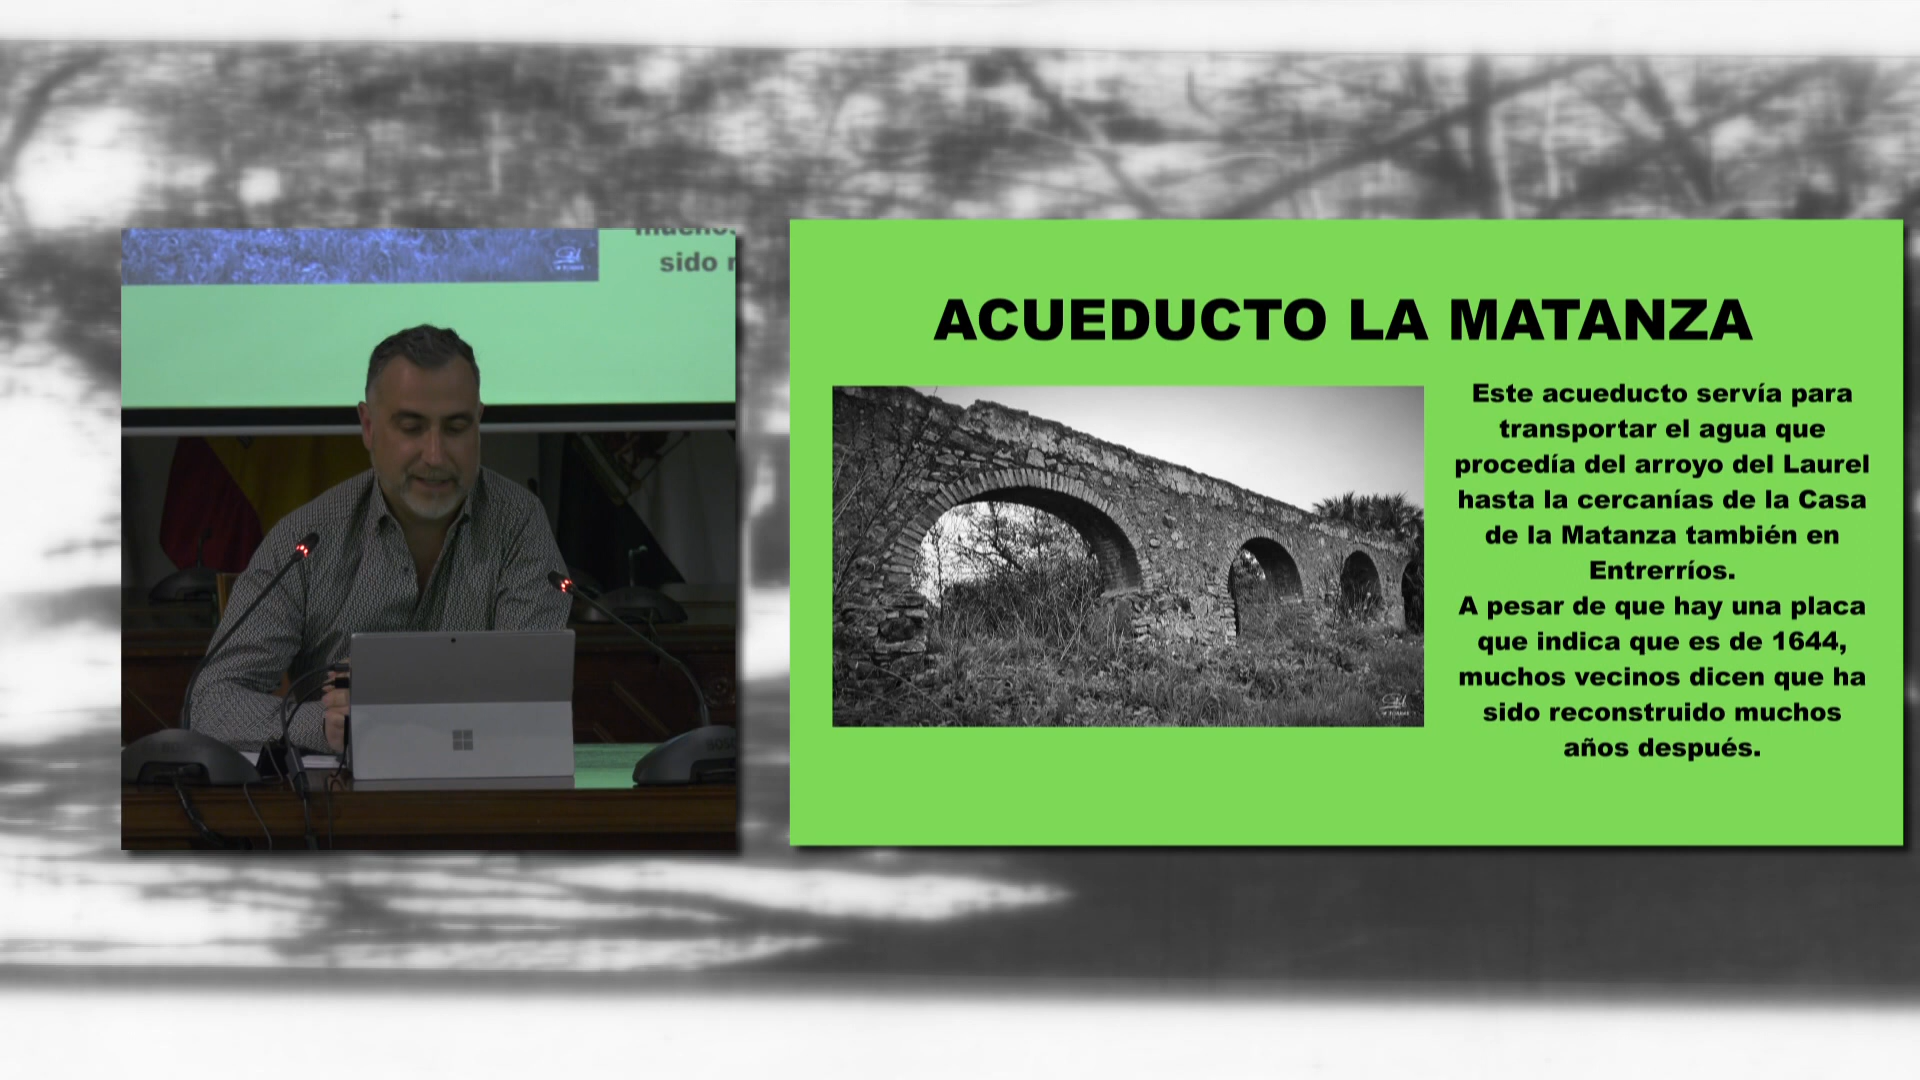 sido
ACUEDUCTO LA MATANZA
Este acueducto servía para
transportar el agua que
procedía del arroyo del Laurel
hasta la cercanías de la Casa
de la Matanza también en
Entrerríos.
A pesar de que hay una placa
que indica que es de 1644,
muchos vecinos dicen que ha
sido reconstruido muchos
años después.